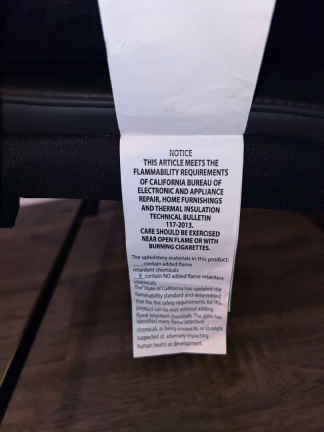 NOTICE
THIS ARTICLE MEETS THE
FLAMMABILITY REQUIREMENTS
OF CALIFORNIA BUREAU OF
ELECTRONIC AND APPLIANCE
REPAIR, HOME FURNISHINGS
AND THERMAL INSULATION
TECHNICAL BULLETIN
117-2013.
CARE SHOULD BE EXERCISED
NEAR OPEN FLAME OR WITH
BURNING CIGARETTES.
The upholstery materials in this product:
contain added flame
retardant chemicals
X contain NO added flame retardant
chemicals
The State of California has updated the
flammability standard and determined
that the fire safety requirements for this
product can be met without adding
flame retardant chemicals. The state has
identified many flame retardant
chemicals as being known to, or strongly
suspected of, adversely impacting
human health or development.